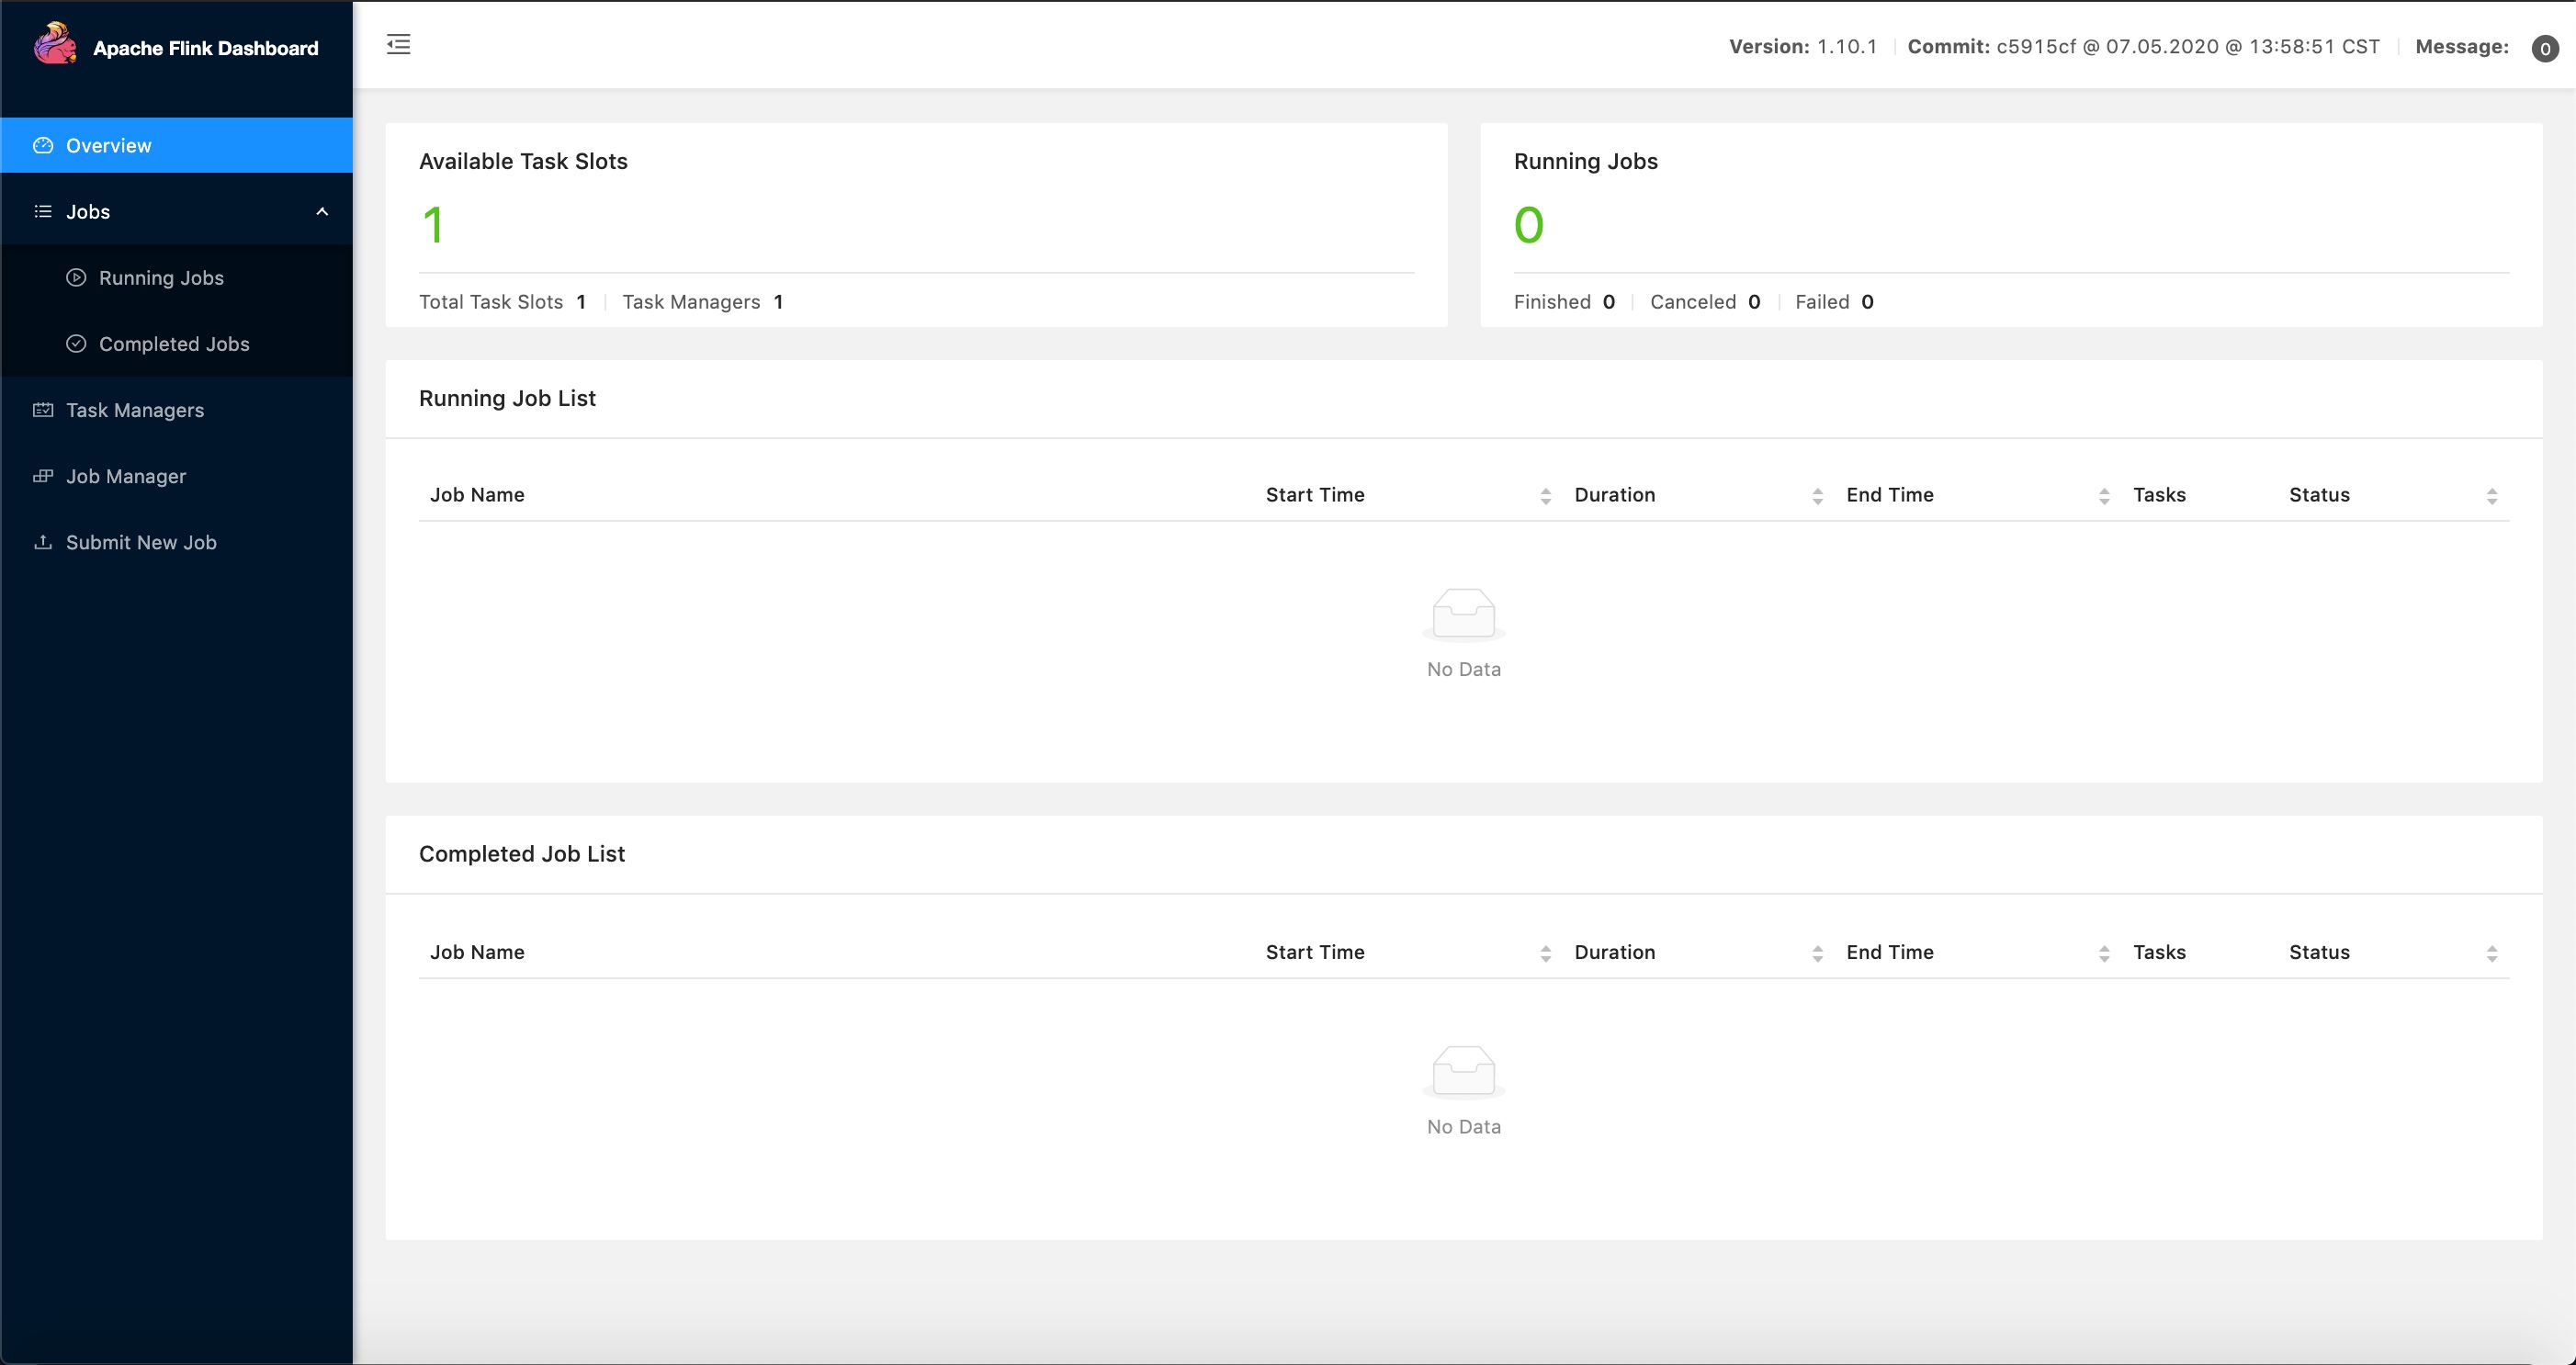 Apache Flink Dashboard
Version: 1.10.1 Commit: c5915cf @ 07.05.2020 @ 13:58:51 CST Message: 0
Overview
Jobs
Running Jobs
Completed Jobs
Task Managers
Job Manager
Submit New Job
Available Task Slots
1
Total Task Slots 1 Task Managers 1
Running Jobs
0
Finished 0 Canceled 0 Failed 0
Running Job List
Job Name Start Time Duration End Time Tasks Status
No Data
Completed Job List
Job Name Start Time Duration End Time Tasks Status
No Data